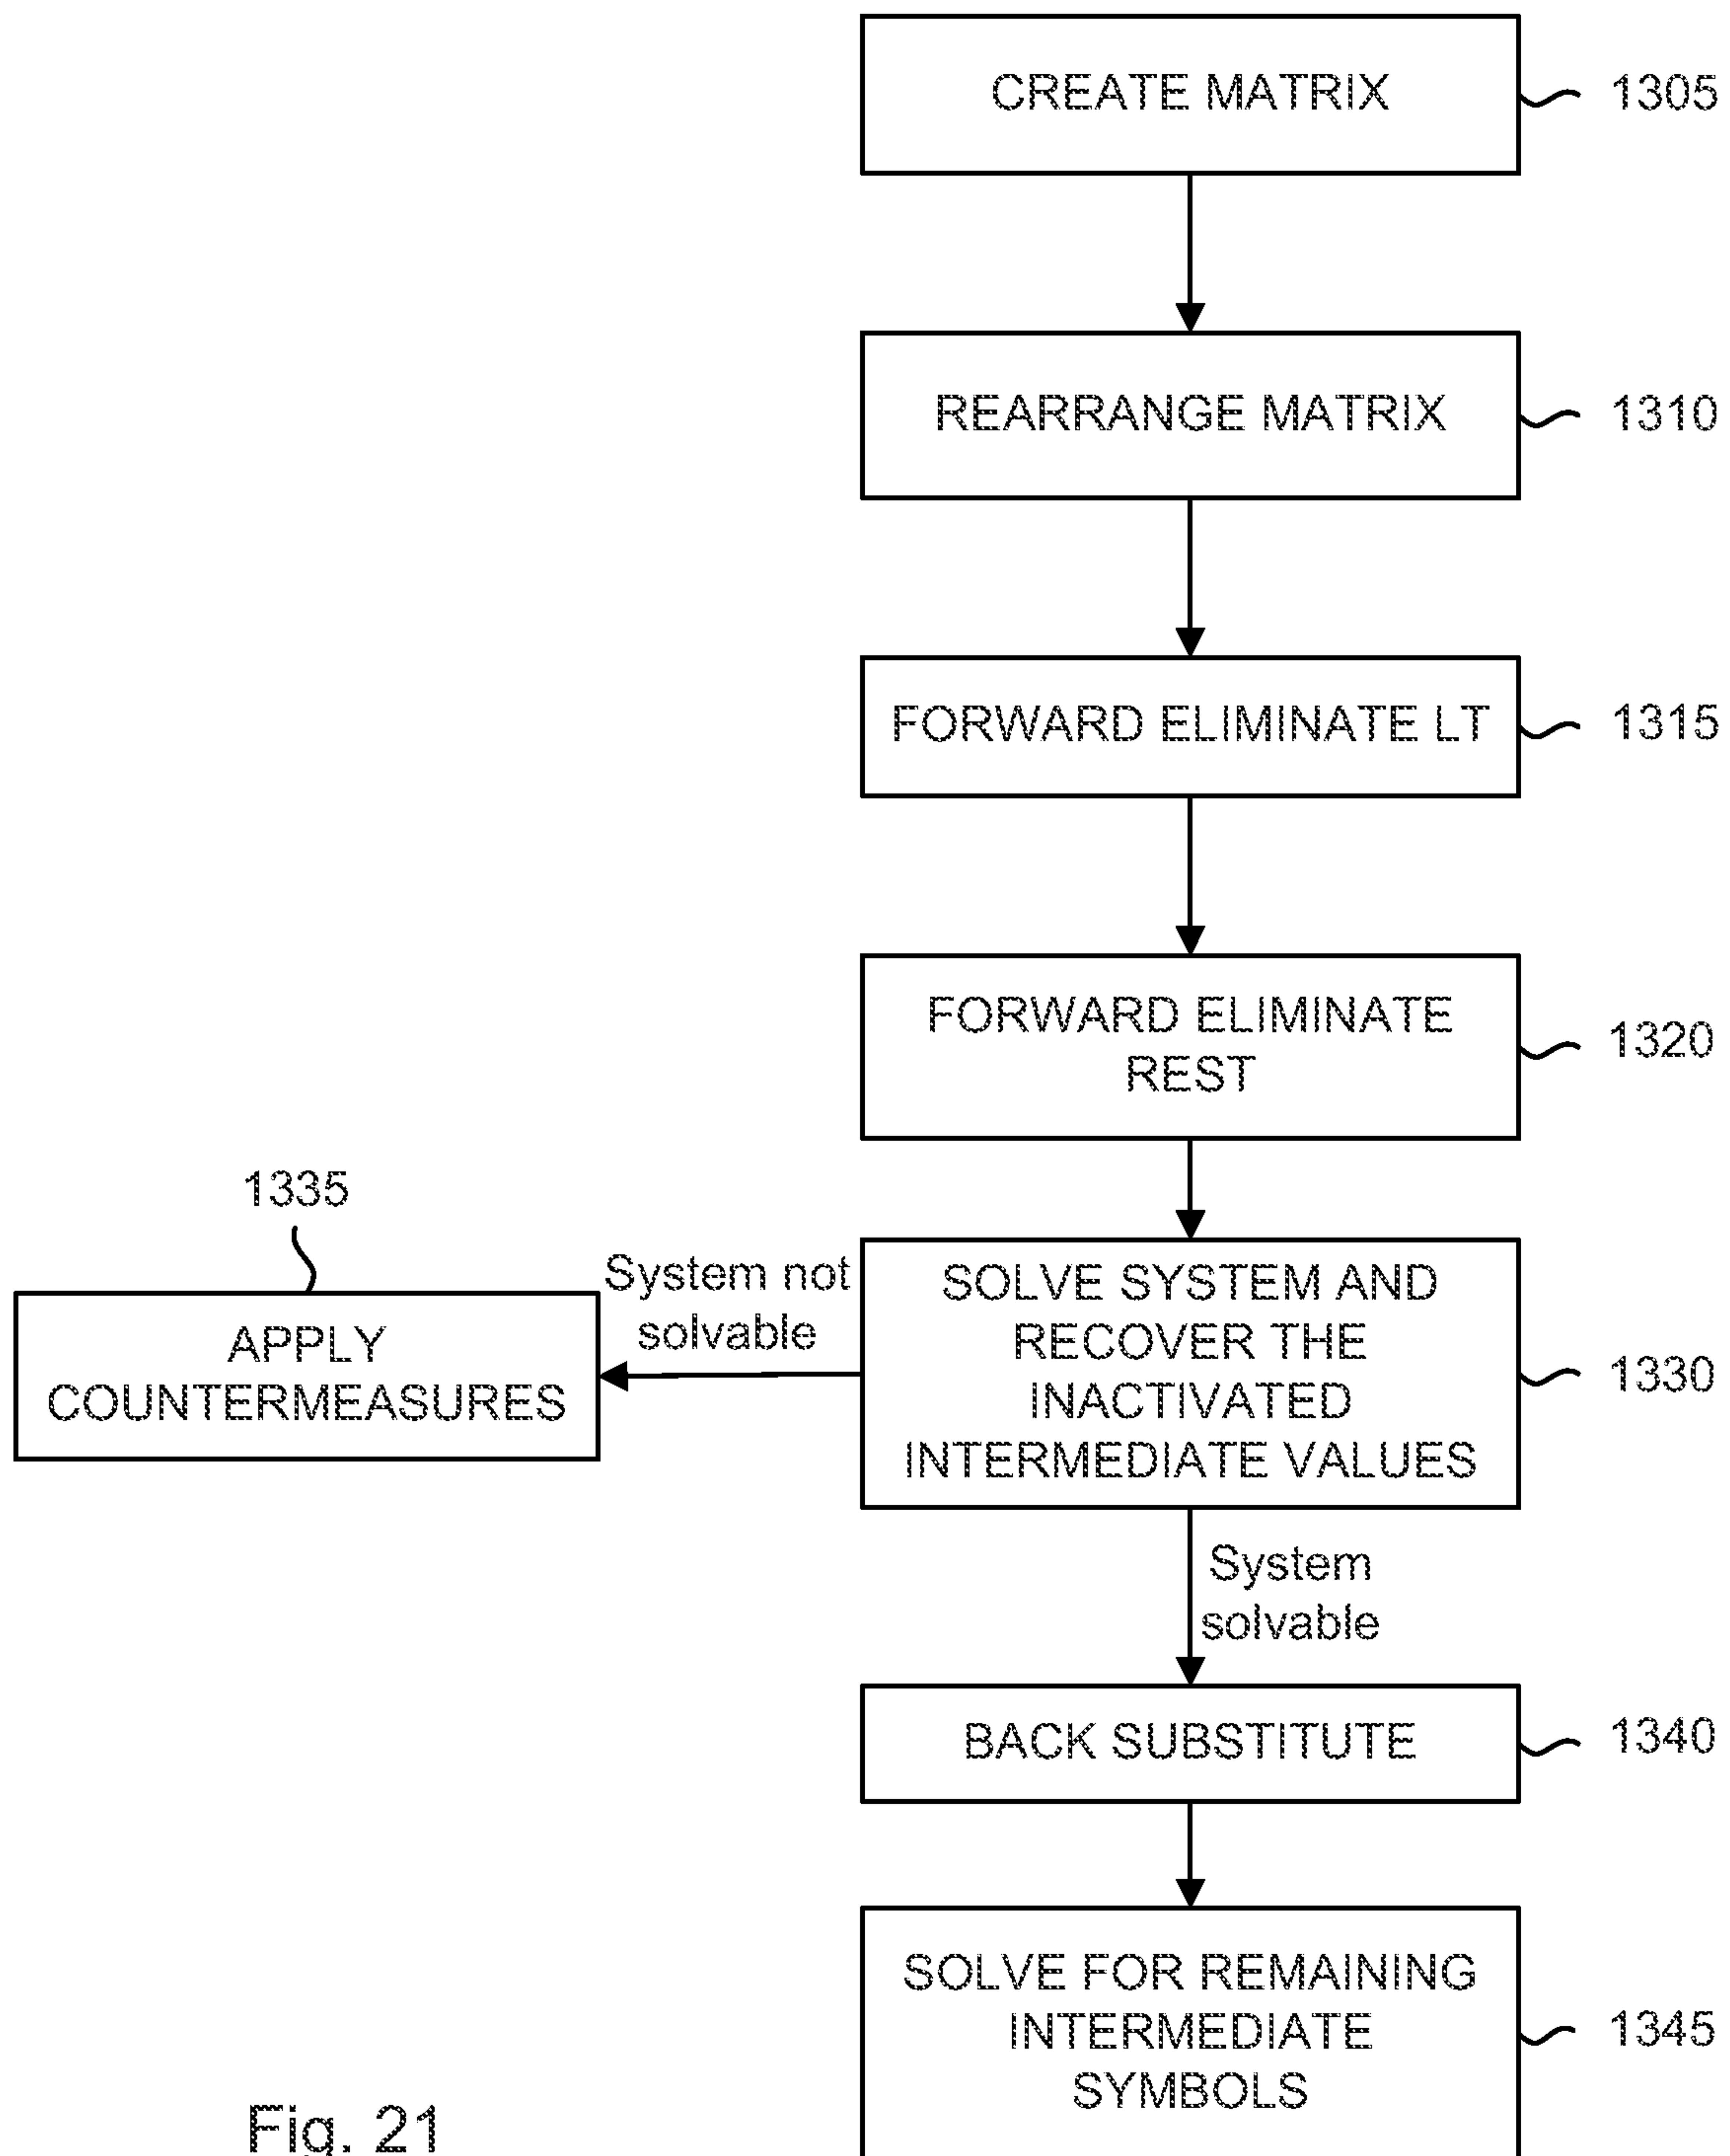 CREATE MATRIX
1305
REARRANGE MATRIX
1310
FORWARD ELIMINATE LT
1315
FORWARD ELIMINATE
REST
1320
1335
System not
solvable
APPLY
COUNTERMEASURES
SOLVE SYSTEM AND
RECOVER THE
INACTIVATED
INTERMEDIATE VALUES
1330
System
solvable
BACK SUBSTITUTE
1340
SOLVE FOR REMAINING
INTERMEDIATE
SYMBOLS
1345
Fig. 21